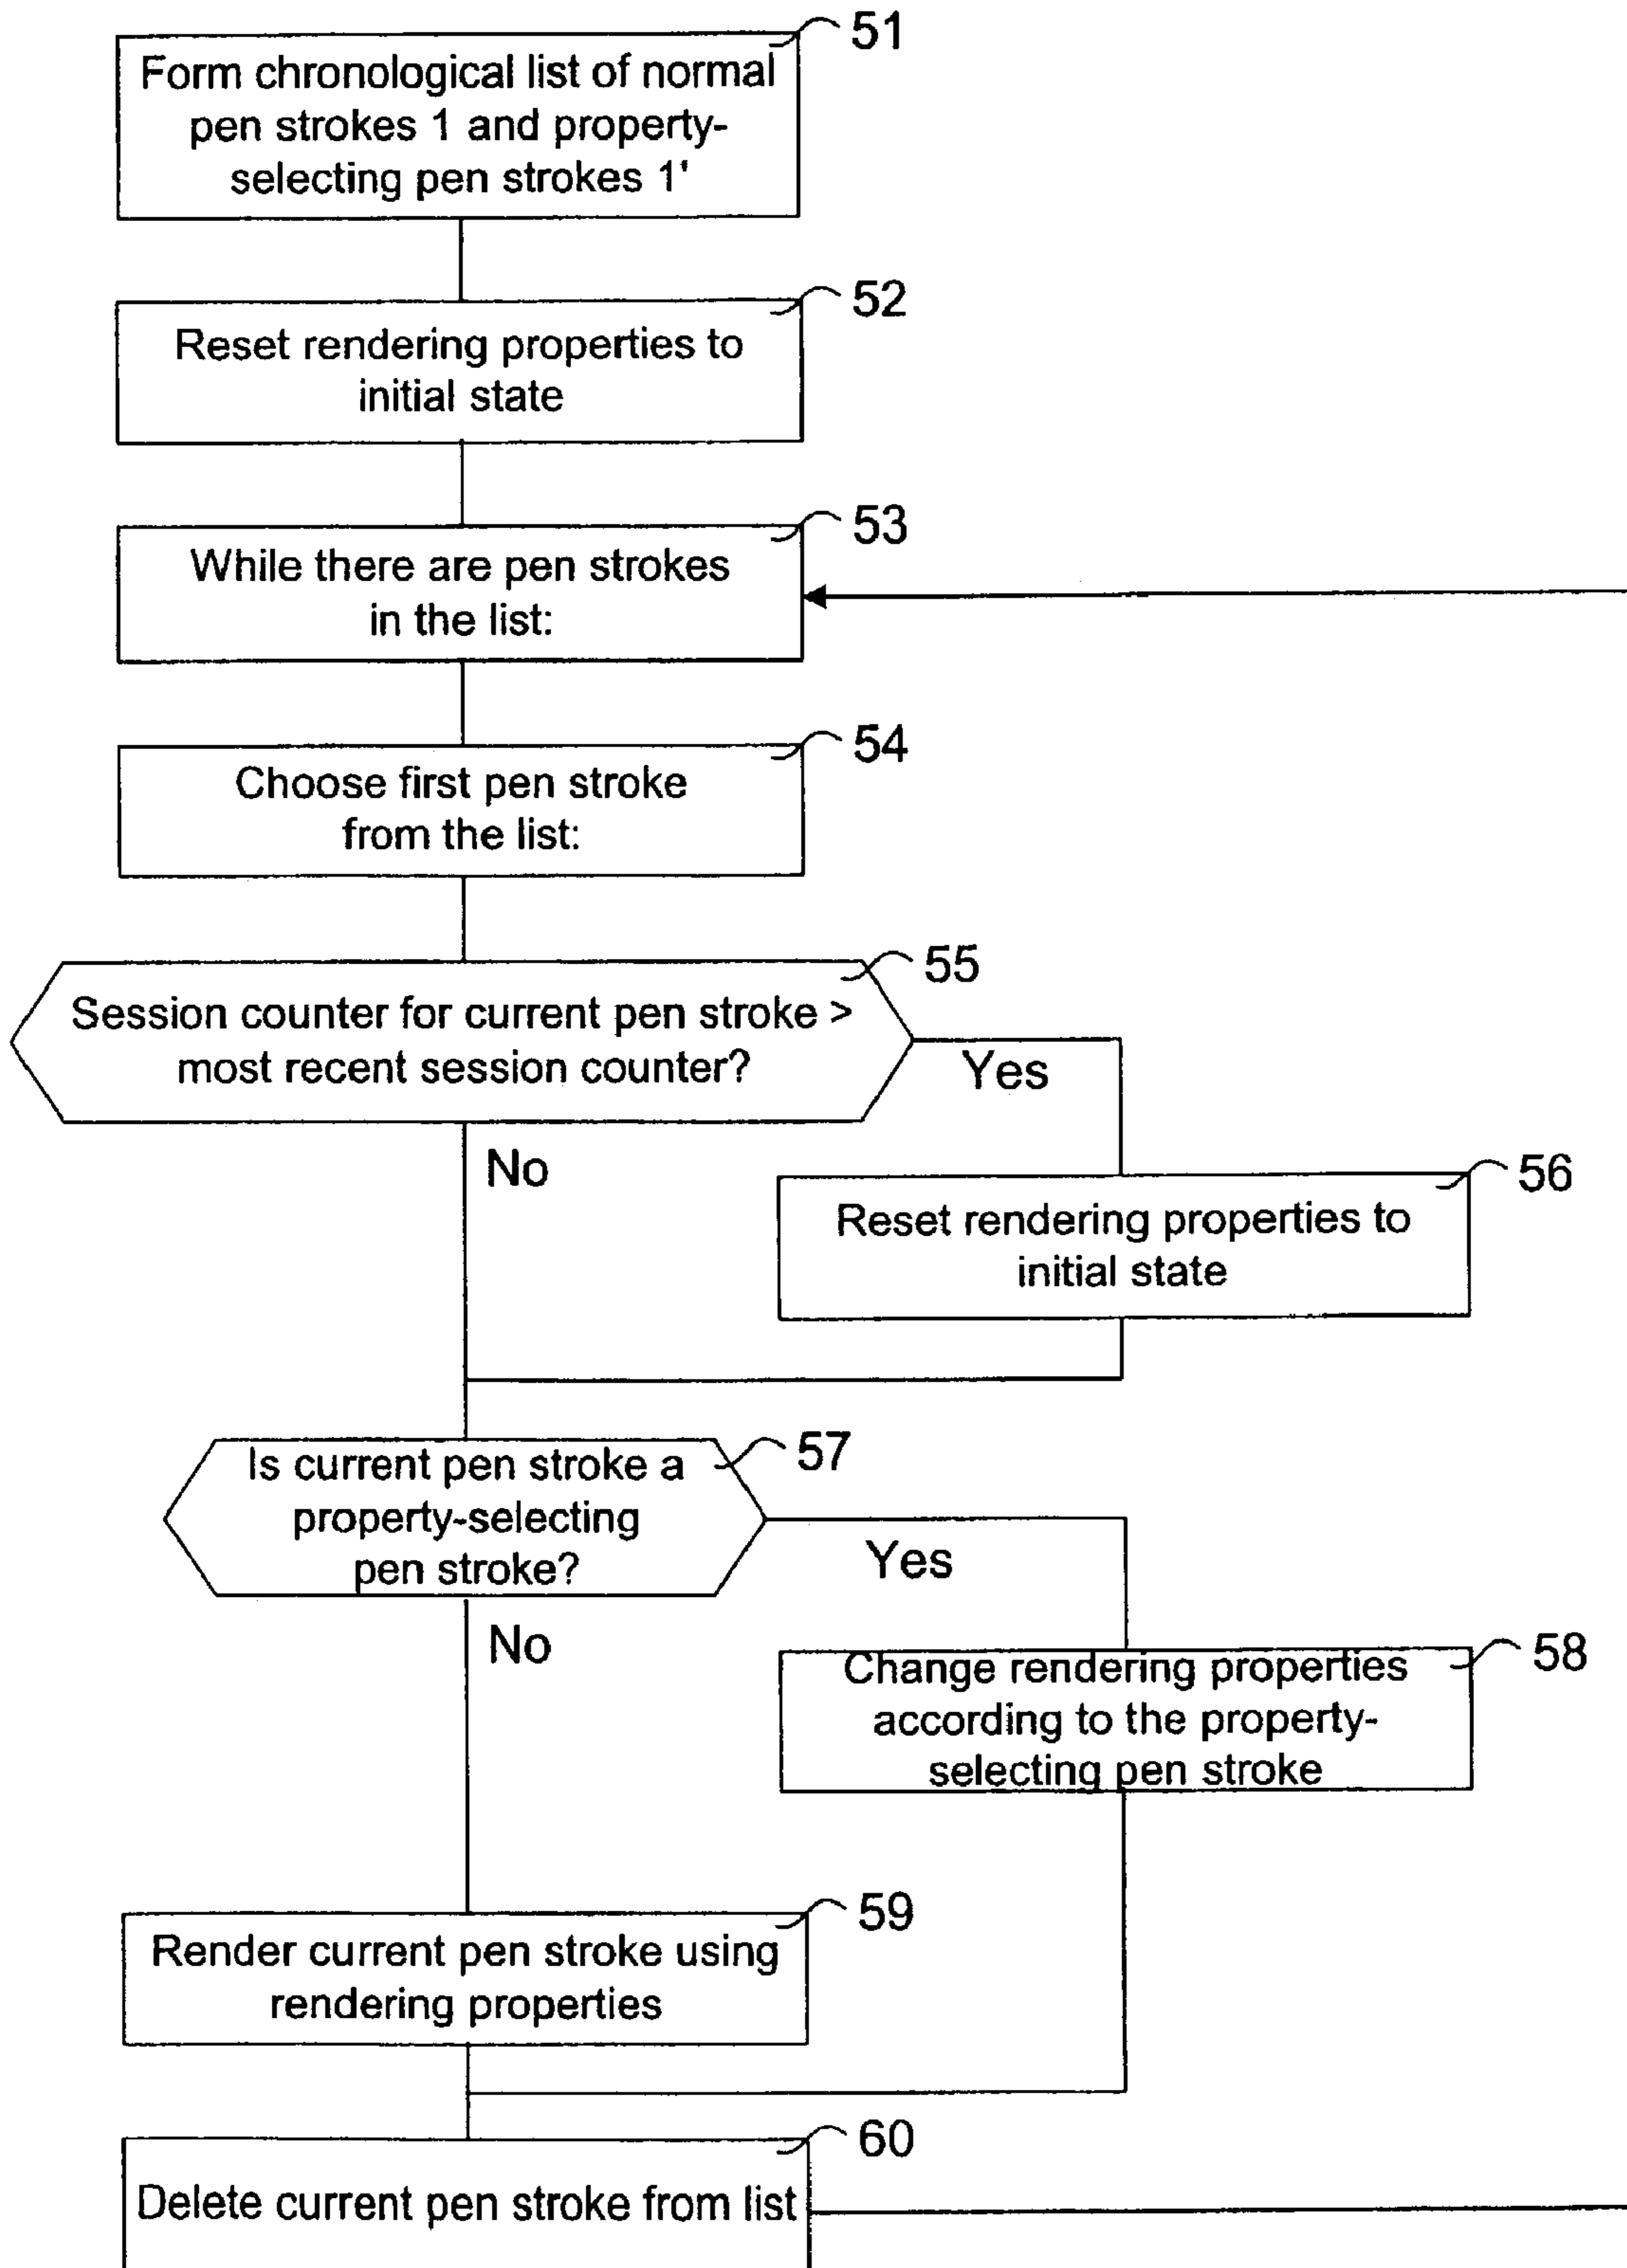 51
Form chronological list of normal
pen strokes 1 and property-
selecting pen strokes 1'
52
Reset rendering properties to
initial state
53
While there are pen strokes
in the list:
54
Choose first pen stroke
from the list:
55
Session counter for current pen stroke >
most recent session counter?
Yes
No
56
Reset rendering properties to
initial state
57
Is current pen stroke a
property-selecting
pen stroke?
Yes
No
58
Change rendering properties
according to the property-
selecting pen stroke
59
Render current pen stroke using
rendering properties
60
Delete current pen stroke from list